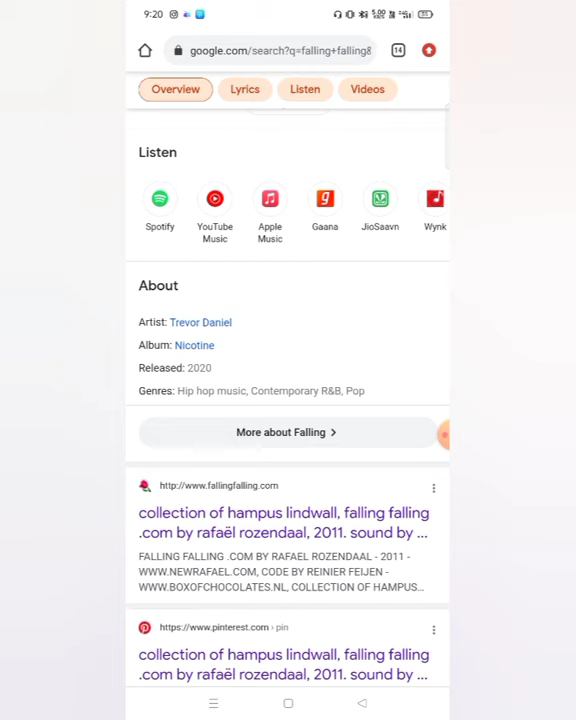 9:20
google.com/search?q=falling+falling&
14
Overview
Lyrics
Listen
Videos
Listen
Spotify
YouTube Music
Apple Music
Gaana
JioSaavn
Wynk
About
Artist: Trevor Daniel
Album: Nicotine
Released: 2020
Genres: Hip hop music, Contemporary R&B, Pop
More about Falling
http://www.fallingfalling.com
collection of hampus lindwall, falling falling
.com by rafaël rozendaal, 2011. sound by ...
FALLING FALLING .COM BY RAFAEL ROZENDAAL - 2011 -
WWW.NEWRAFAEL.COM, CODE BY REINIER FEIJEN -
WWW.BOXOFCHOCOLATES.NL, COLLECTION OF HAMPUS...
https://www.pinterest.com › pin
collection of hampus lindwall, falling falling
.com by rafaël rozendaal, 2011. sound by ...